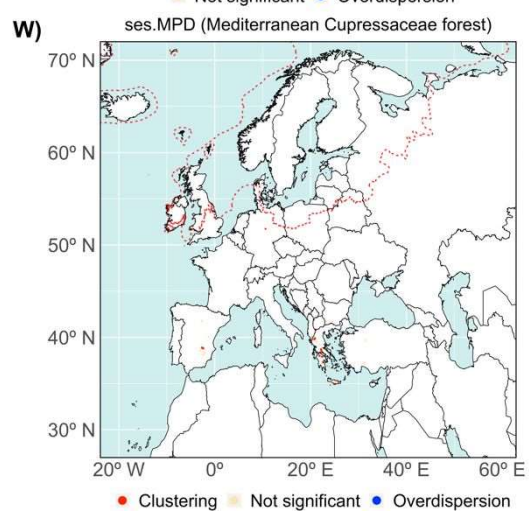 Not significant Overdispersion
W)
ses.MPD (Mediterranean Cupressaceae forest)
70° N
60° N
50° N
40° N
30° N
20° W 0° 20° E 40° E 60° E
Clustering Not significant Overdispersion